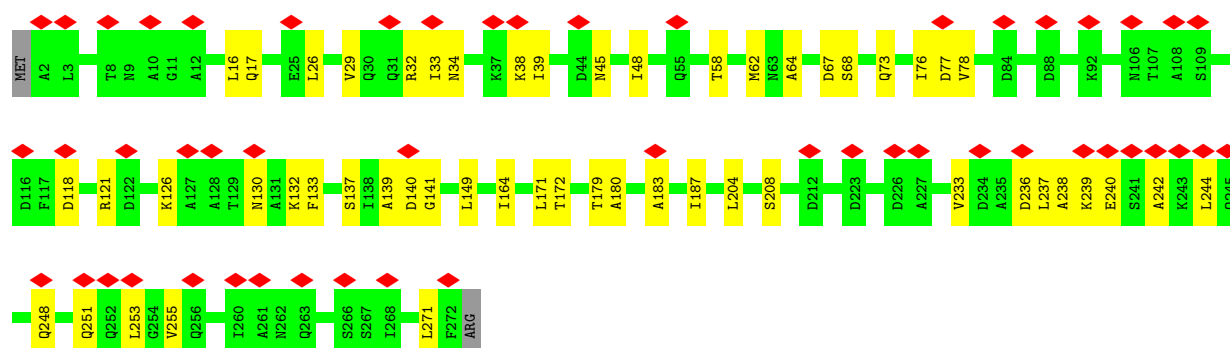 MET A2 L3 T8 N9 A10 G11 A12 L16 Q17 E25 L26 V29 Q30 Q31 R32 I33 N34 K37 K38 I39 D44 N45 I48 Q55 T58 M62 N63 A64 D67 S68 Q73 I76 D77 V78 D84 D88 K92 N106 T107 A108 S109
D116 F117 D118 R121 D122 K126 A127 A128 T129 N130 A131 K132 F133 S137 I138 A139 D140 G141 L149 I164 L171 T172 T179 A180 A183 I187 L204 S208 D212 D223 D226 A227 V233 D234 A235 D236 L237 A238 K239 E240 S241 A242 K243 L244 Q245
Q248 Q251 Q252 L253 G254 V255 Q256 I260 A261 N262 Q263 S266 S267 I268 L271 F272 ARG